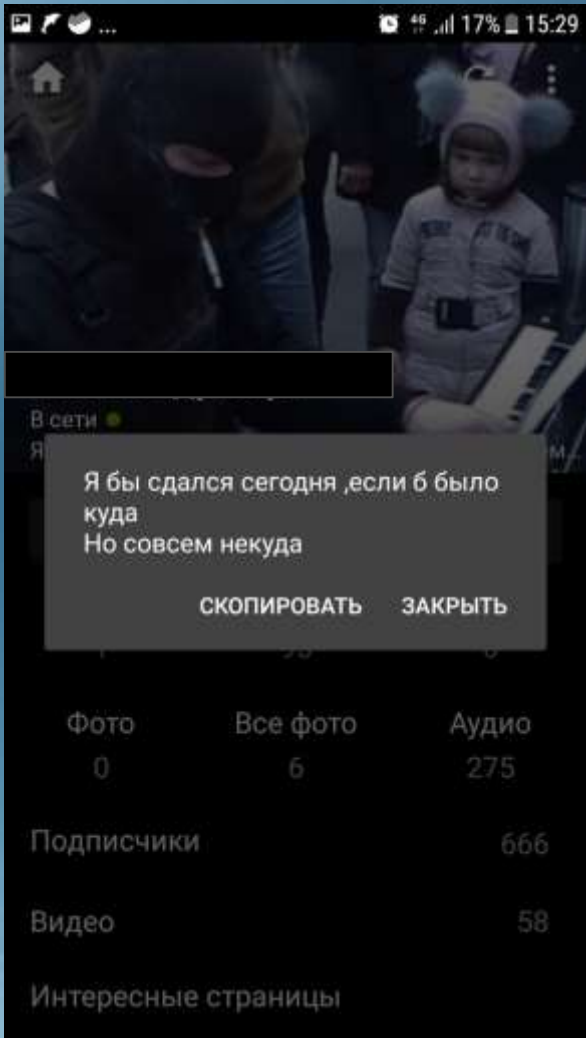 ... 4G 17% 15:29
В сети
Я бы сдался сегодня ,если б было
куда
Но совсем некуда
СКОПИРОВАТЬ ЗАКРЫТЬ
Фото Все фото Аудио
0 6 275
Подписчики 666
Видео 58
Интересные страницы